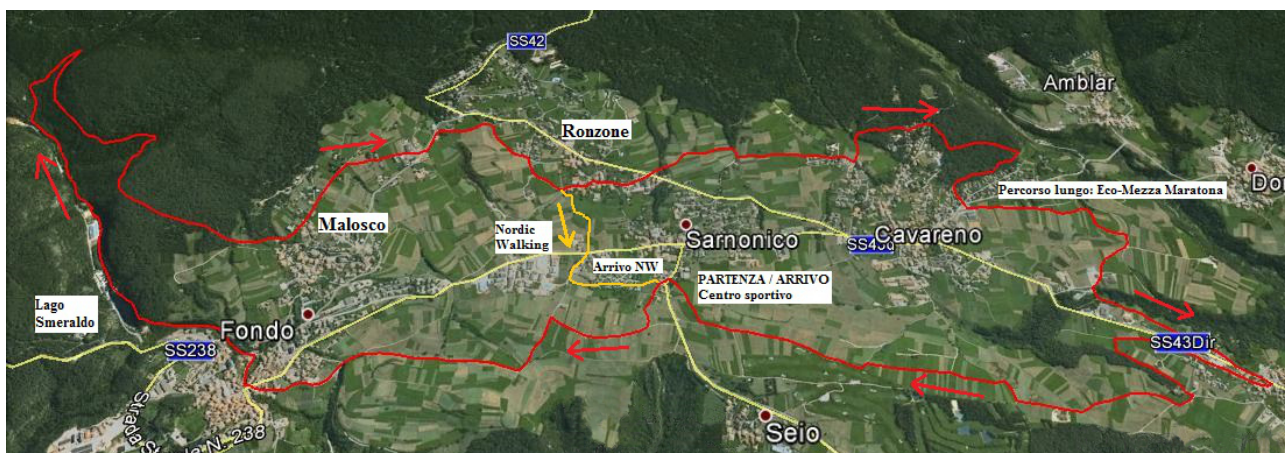 SS42
Amblar
Ronzone
Percorso lungo: Eco-Mezza Maratona
Malosco
Nordic
Walking
Sarnonico
Cavareno
Arrivo NW
PARTENZA / ARRIVO
Centro sportivo
Lago
Smeraldo
Fondo
SS238
SS43Dir
Seio
N. 238